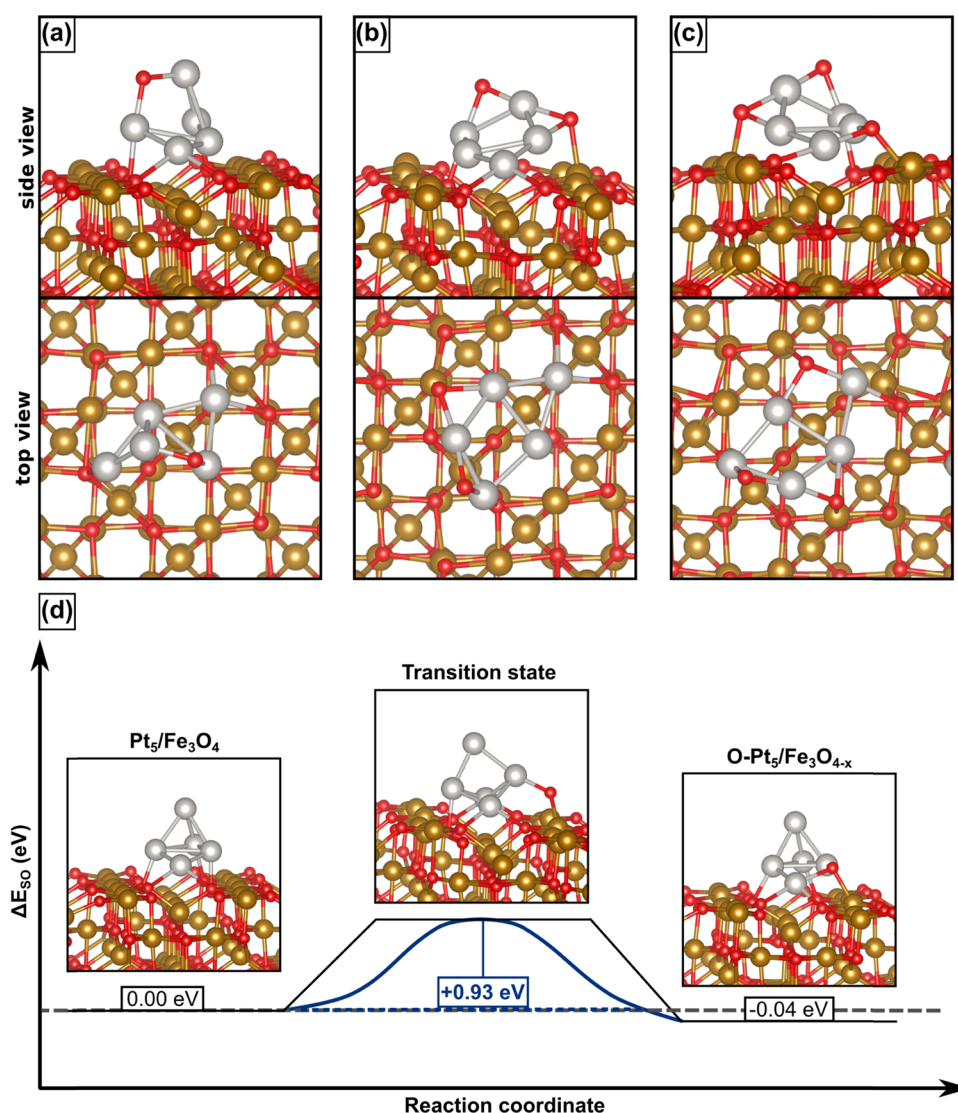 (a)
(b)
(c)
side view
top view
(d)
Transition state
Pt₅/Fe₃O₄
O-Pt₅/Fe₃O₄₋ₓ
ΔE_SO (eV)
0.00 eV
+0.93 eV
-0.04 eV
Reaction coordinate